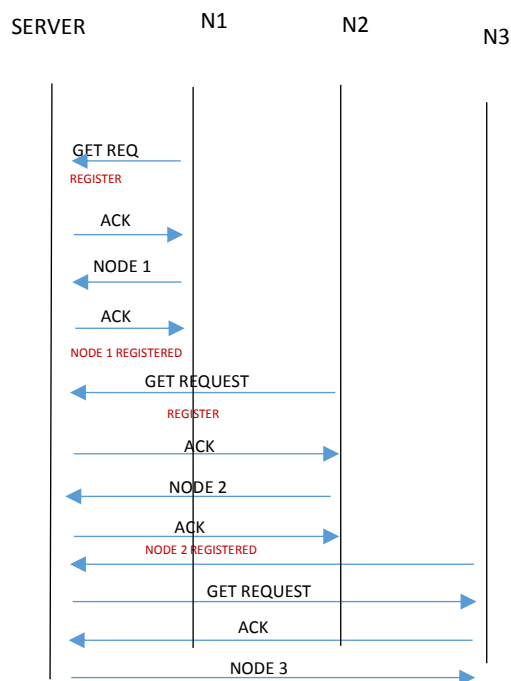 SERVER
N1
N2
N3
GET REQ
REGISTER
ACK
NODE 1
ACK
NODE 1 REGISTERED
GET REQUEST
REGISTER
ACK
NODE 2
ACK
NODE 2 REGISTERED
GET REQUEST
ACK
NODE 3